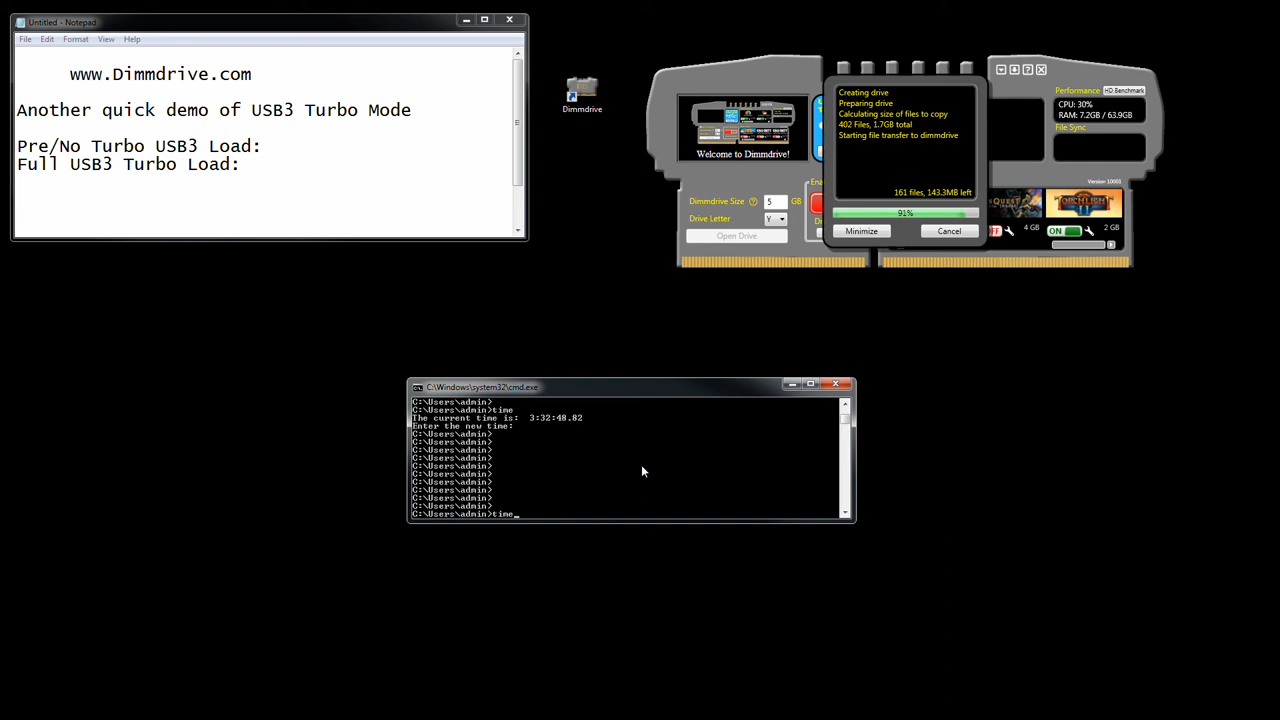 Untitled - Notepad
File Edit Format View Help
www.Dimmdrive.com
Another quick demo of USB3 Turbo Mode
Pre/No Turbo USB3 Load:
Full USB3 Turbo Load:
Dimmdrive
Welcome to Dimmdrive!
Dimmdrive Size 5 GB
Drive Letter Y
Open Drive
Creating drive
Preparing drive
Calculating size of files to copy
402 Files, 1.7GB total
Starting file transfer to dimmdrive
161 files, 143.3MB left
91%
Minimize Cancel
Performance HD Benchmark
CPU: 30%
RAM: 7.2GB / 63.9GB
File Sync
Version: 10001
TORCHLIGHT II
4 GB ON 2 GB
C:\Windows\system32\cmd.exe
C:\Users\admin>
C:\Users\admin>time
The current time is: 3:32:48.82
Enter the new time:
C:\Users\admin>
C:\Users\admin>
C:\Users\admin>
C:\Users\admin>
C:\Users\admin>
C:\Users\admin>
C:\Users\admin>
C:\Users\admin>
C:\Users\admin>
C:\Users\admin>
C:\Users\admin>time